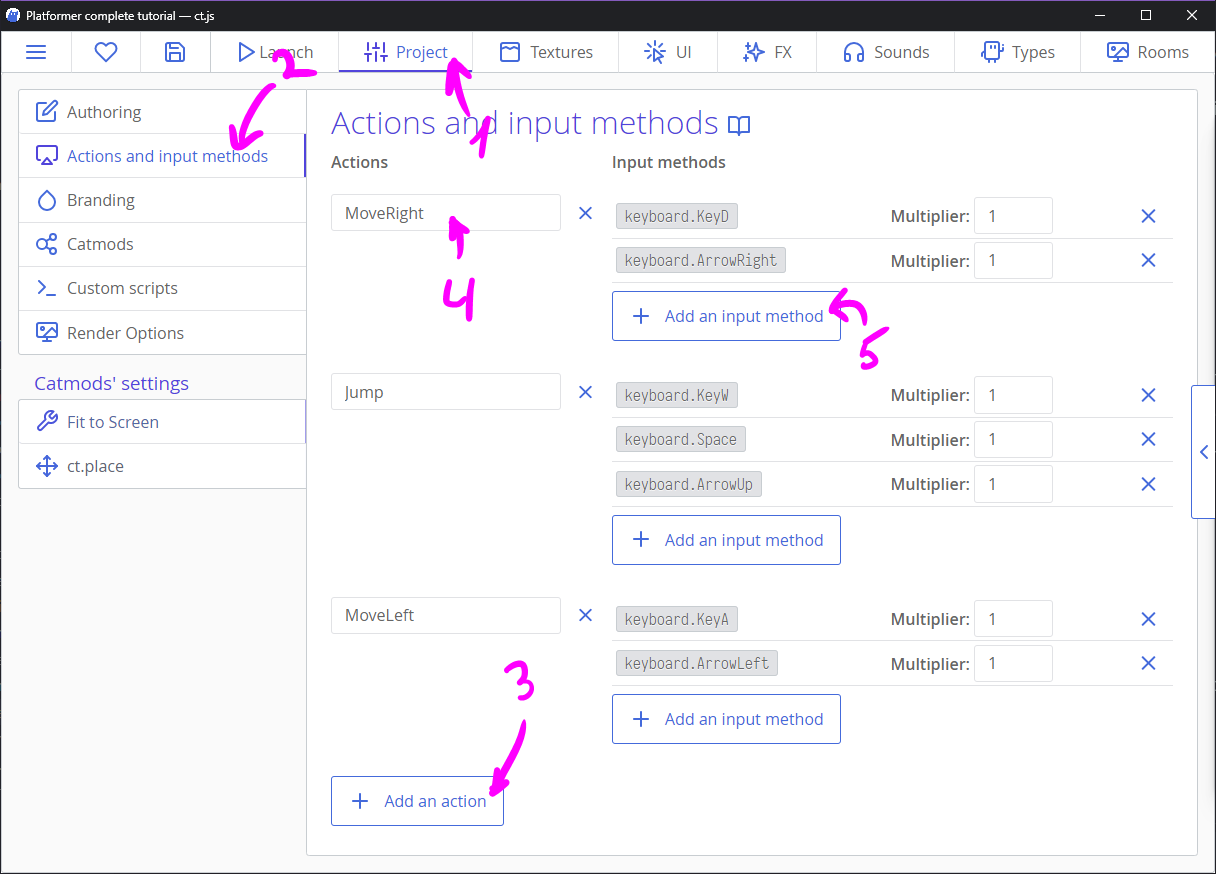 Platformer complete tutorial — ct.js
Launch Project Textures UI FX Sounds Types Rooms
2
1
Authoring
Actions and input methods
Branding
Catmods
Custom scripts
Render Options
Catmods' settings
Fit to Screen
ct.place
Actions and input methods
Actions Input methods
MoveRight
keyboard.KeyD Multiplier: 1
keyboard.ArrowRight Multiplier: 1
4
Add an input method
5
Jump
keyboard.KeyW Multiplier: 1
keyboard.Space Multiplier: 1
keyboard.ArrowUp Multiplier: 1
Add an input method
MoveLeft
keyboard.KeyA Multiplier: 1
keyboard.ArrowLeft Multiplier: 1
3
Add an input method
Add an action